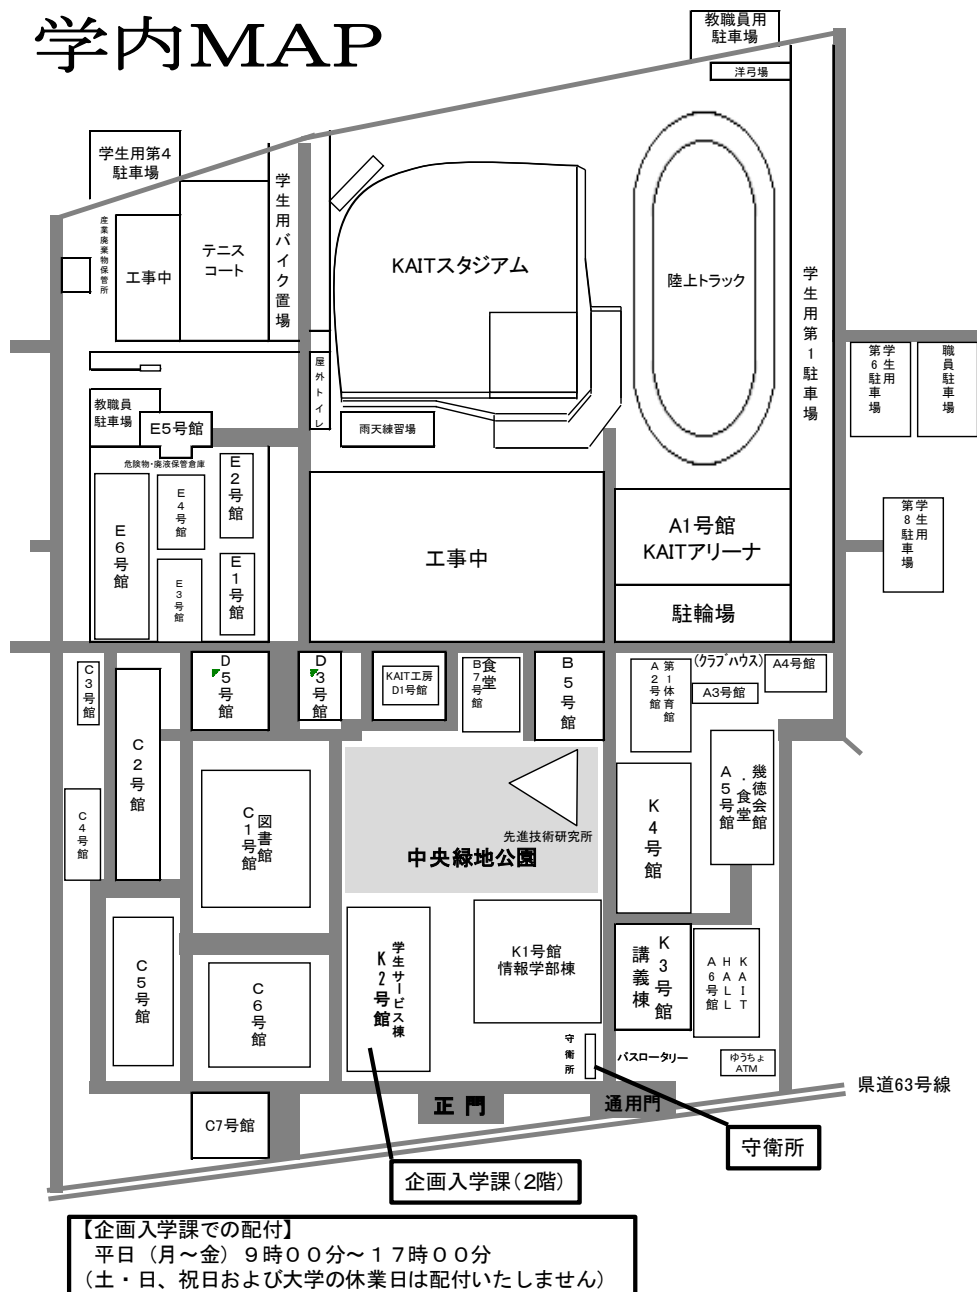 学内MAP
教職員用
駐車場
洋弓場
学生用第4
駐車場
産業廃棄物保管所
工事中
テニス
コート
学生用バイク置場
KAITスタジアム
陸上トラック
学生用第1駐車場
屋外トイレ
雨天練習場
学生用
第6駐車場
職員駐車場
教職員
駐車場
E5号館
危険物・廃液保管倉庫
E6号館
E4号館
E2号館
E3号館
E1号館
工事中
A1号館
KAITアリーナ
駐輪場
学生用
第8駐車場
C3号館
C2号館
D5号館
D3号館
KAIT工房
D1号館
食堂
B7号館
B5号館
第1体育館
A2号館
(クラブハウス)
A3号館
A4号館
C4号館
図書館
C1号館
先進技術研究所
中央緑地公園
K4号館
幾徳会館
・食堂
A5号館
C5号館
C6号館
学生サービス棟
K2号館
K1号館
情報学部棟
K3号館
講義棟
KAIT
HALL
A6号館
守衛所
バスロータリー
ゆうちょ
ATM
県道63号線
正門
通用門
C7号館
守衛所
企画入学課(2階)
【企画入学課での配付】
平日（月～金）９時００分～１７時００分
（土・日、祝日および大学の休業日は配付いたしません）